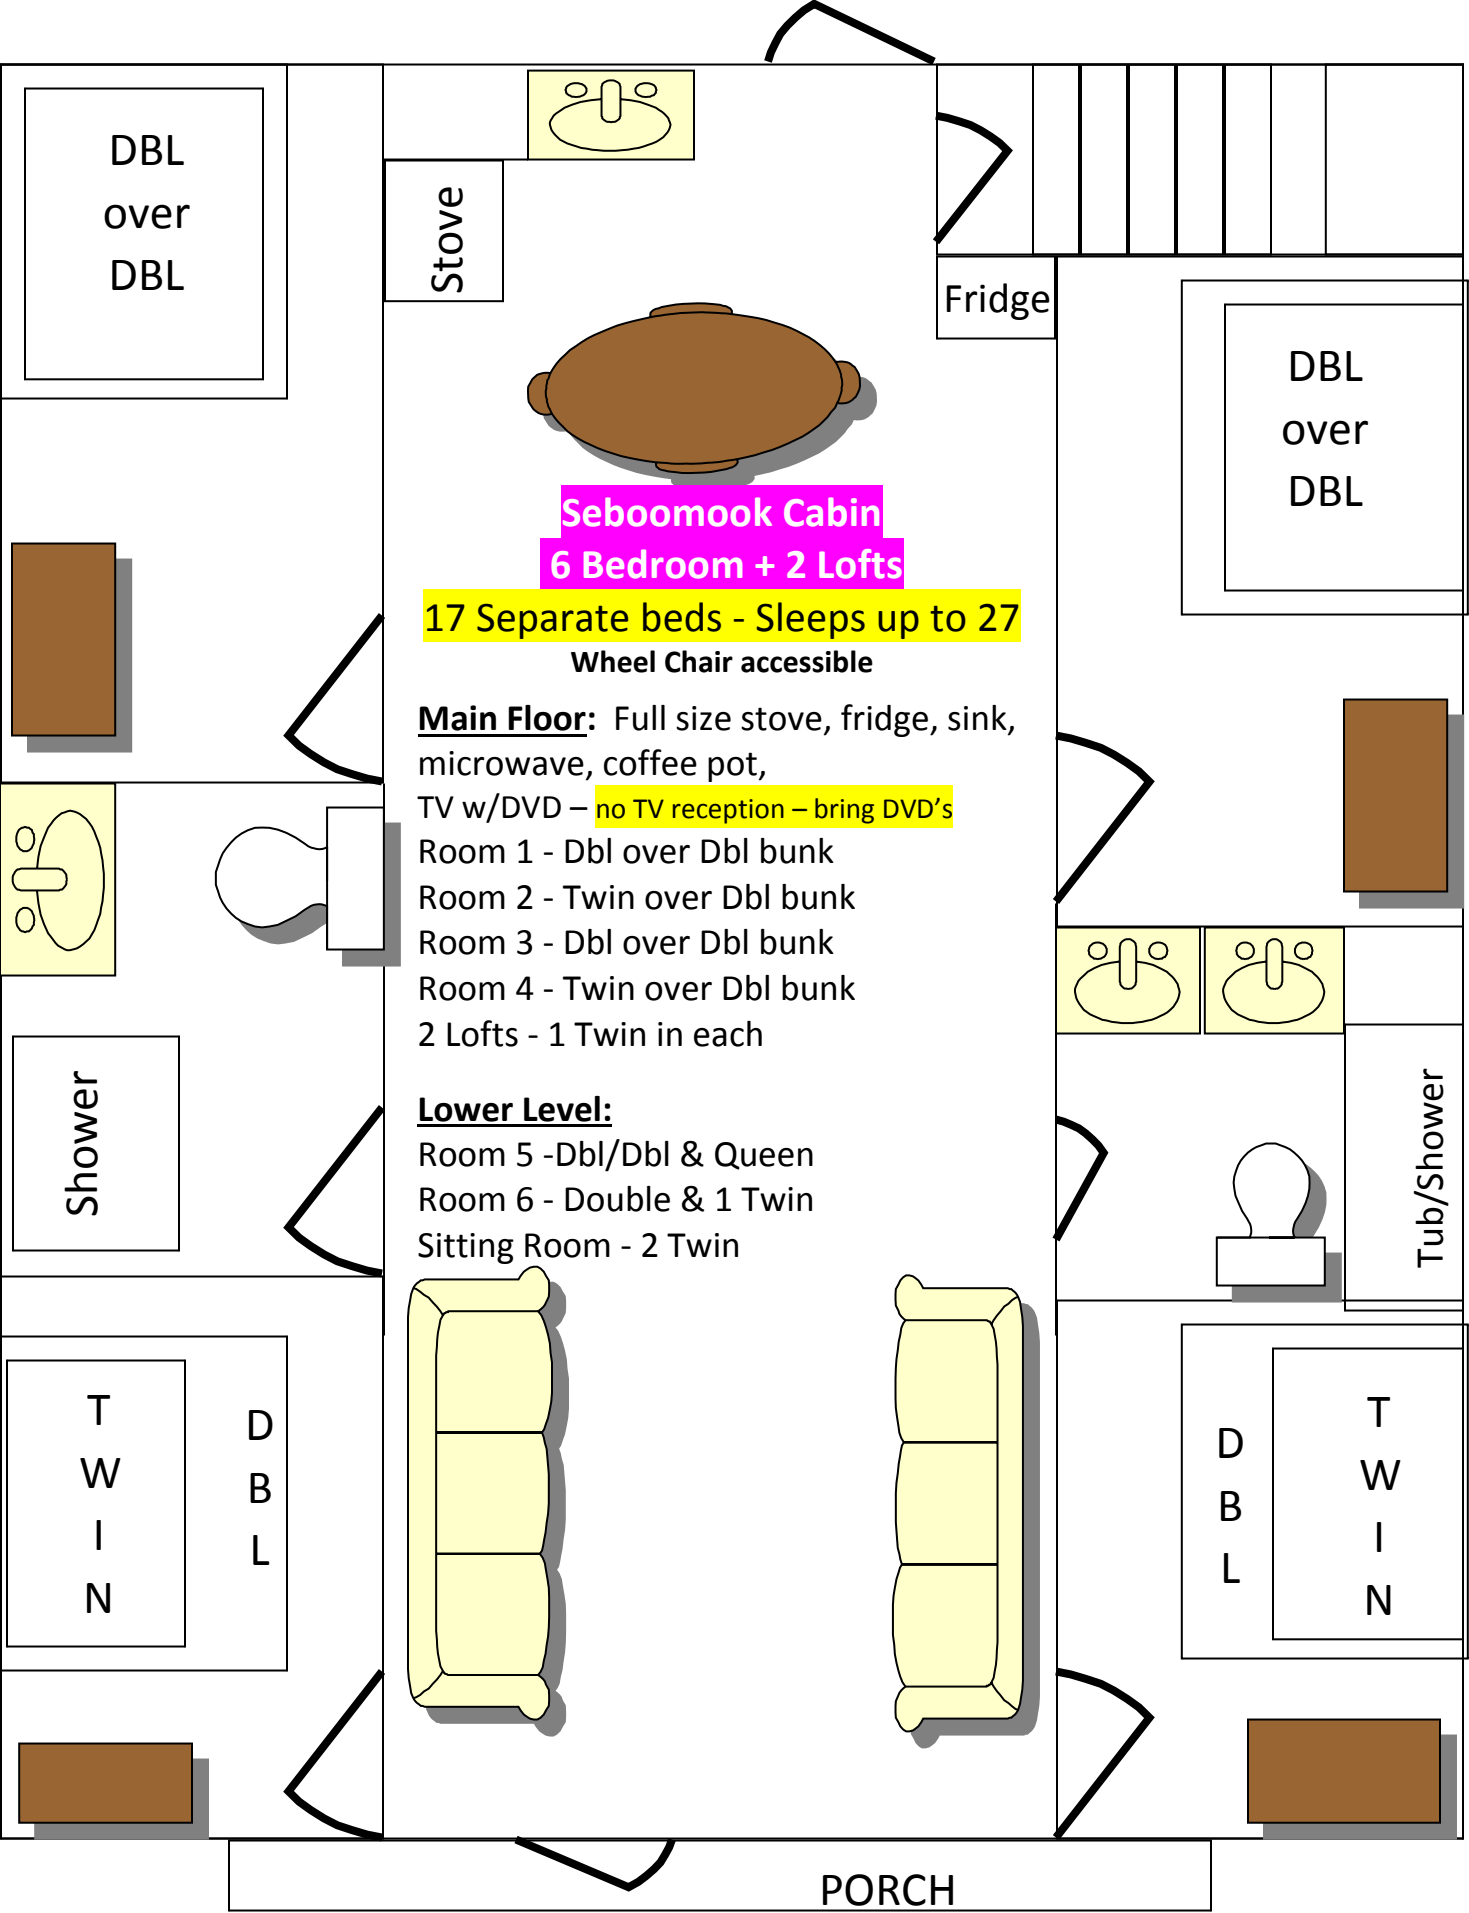 DBL
over
DBL
Stove
Fridge
DBL
over
DBL
Seboomook Cabin
6 Bedroom + 2 Lofts
17 Separate beds - Sleeps up to 27
Wheel Chair accessible
Main Floor: Full size stove, fridge, sink,
microwave, coffee pot,
TV w/DVD – no TV reception – bring DVD's
Room 1 - Dbl over Dbl bunk
Room 2 - Twin over Dbl bunk
Room 3 - Dbl over Dbl bunk
Room 4 - Twin over Dbl bunk
2 Lofts - 1 Twin in each
Lower Level:
Room 5 -Dbl/Dbl & Queen
Room 6 - Double & 1 Twin
Sitting Room - 2 Twin
Shower
Tub/Shower
TWIN
DBL
DBL
TWIN
PORCH